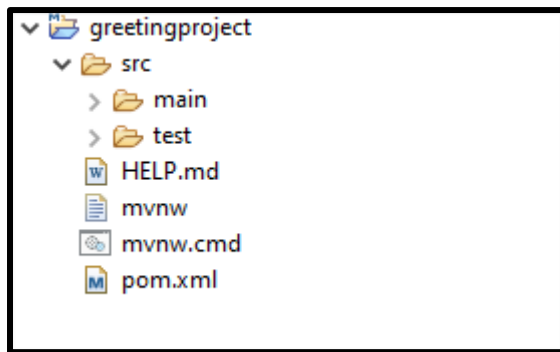 greetingproject
src
main
test
HELP.md
mvnw
mvnw.cmd
pom.xml